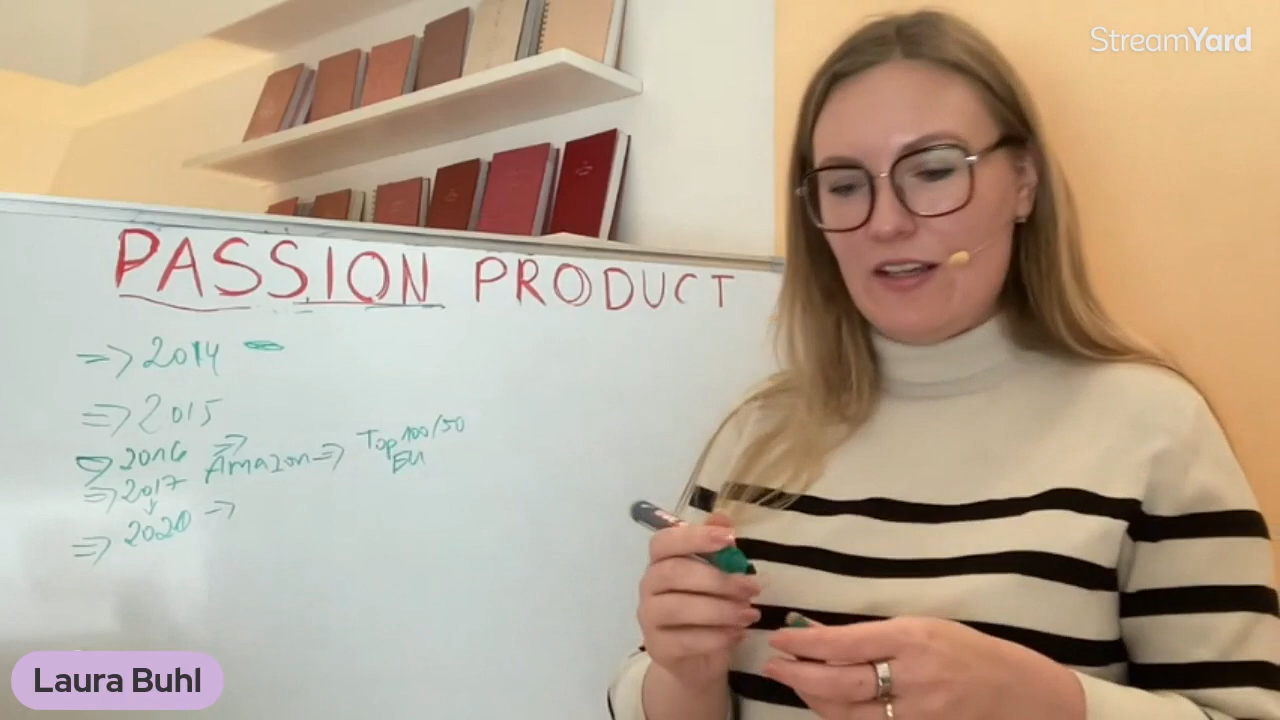 StreamYard
PASSION PRODUCT
=> 2014
=> 2015
2016 =>
=> 2017 Amazon => Top 100/50
EU
=> 2020 =>
Laura Buhl